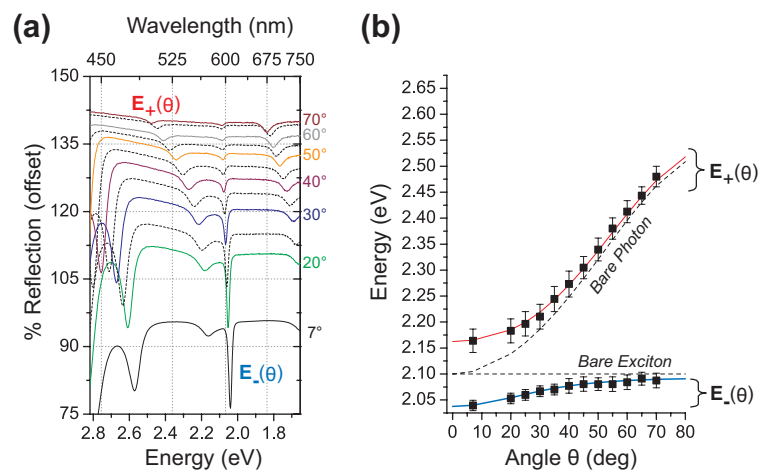 (a)
Wavelength (nm)
450 525 600 675 750
150
135
120
105
90
75
% Reflection (offset)
E+(θ)
70°
60°
50°
40°
30°
20°
7°
E-(θ)
2.8 2.6 2.4 2.2 2.0 1.8
Energy (eV)
(b)
2.65
2.60
2.55
2.50
2.45
2.40
2.35
2.30
2.25
2.20
2.15
2.10
2.05
Energy (eV)
E+(θ)
Bare Photon
Bare Exciton
E-(θ)
0 10 20 30 40 50 60 70 80
Angle θ (deg)